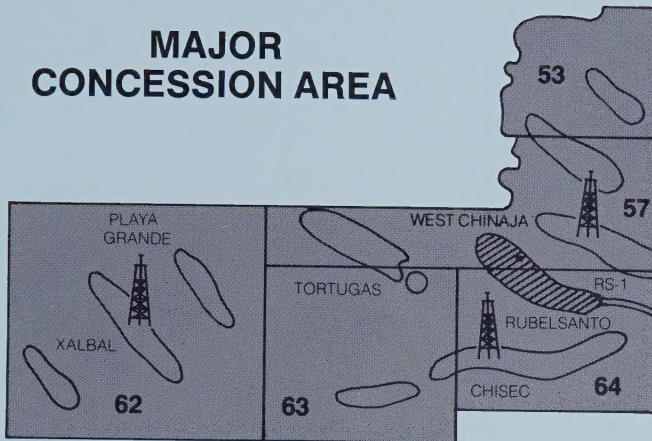 MAJOR
CONCESSION AREA
53
57
PLAYA
GRANDE
WEST CHINAJA
TORTUGAS
RS-1
XALBAL
RUBELSANTO
62
63
CHISEC
64